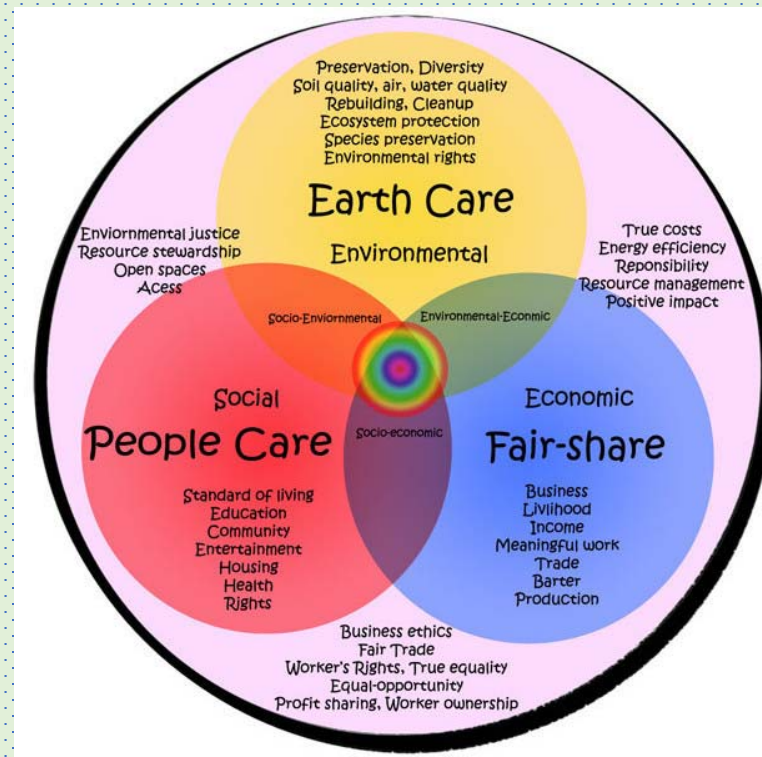 Preservation, Diversity
Soil quality, air, water quality
Rebuilding, Cleanup
Ecosystem protection
Species preservation
Environmental rights
Earth Care
Environmental
Enviornmental justice
Resource stewardship
Open spaces
Acess
True costs
Energy efficiency
Reponsibility
Resource management
Positive impact
Socio-Enviornmental
Environmental-Econmic
Social
People Care
Socio-economic
Economic
Fair-share
Standard of living
Education
Community
Entertainment
Housing
Health
Rights
Business
Livlihood
Income
Meaningful work
Trade
Barter
Production
Business ethics
Fair Trade
Worker's Rights, True equality
Equal-opportunity
Profit sharing, Worker ownership